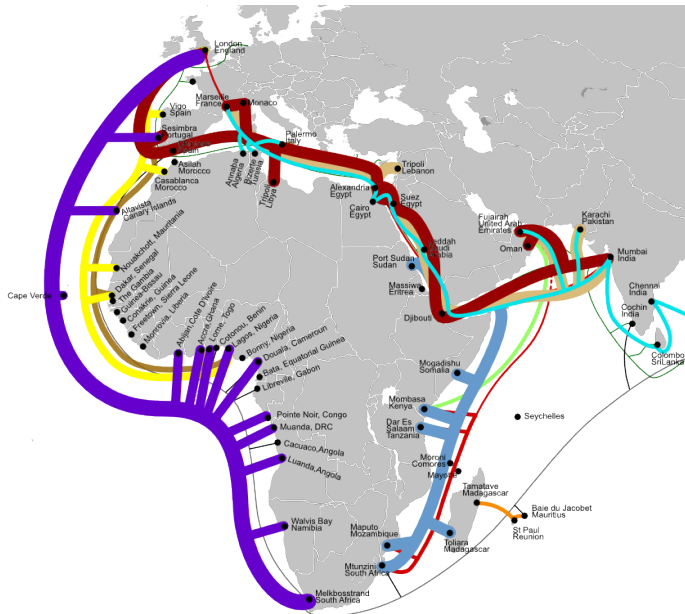 London
England
Marseille
France
Monaco
Vigo
Spain
Sesimbra
Portugal
Spain
Asilah
Morocco
Casablanca
Morocco
Palermo
Italy
Annaba
Algeria
Bizerte
Tunisia
Tripoli
Libya
Tripoli
Lebanon
Alexandria
Egypt
Cairo
Egypt
Suez
Egypt
Altavista
Canary Islands
Fujairah
United Arab
Emirates
Oman
Karachi
Pakistan
Mumbai
India
Chennai
India
Cochin
India
Colombo
SriLanka
Jeddah
Saudi
Arabia
Port Sudan
Sudan
Massiwa
Eritrea
Djibouti
Cape Verde
Nouakchott, Mauritania
Dakar, Senegal
The Gambia
Guinea-Bissau
Conakrie, Guinea
Freetown, Sierra Leone
Monrovia, Liberia
Abijan, Cote D'Ivoire
Accra, Ghana
Lome, Togo
Cotonou, Benin
Lagos, Nigeria
Bonny, Nigeria
Douala, Cameroun
Bata, Equatorial Guinea
Libreville, Gabon
Pointe Noir, Congo
Muanda, DRC
Cacuaco,Angola
Luanda,Angola
Mogadishu
Somalia
Mombasa
Kenya
Dar Es
Salaam
Tanzania
Seychelles
Moroni
Comores
Mayotte
Tamatave
Madagascar
Baie du Jacobet
Mauritius
St Paul
Reunion
Toliara
Madagascar
Maputo
Mozambique
Mtunzini
South Africa
Walvis Bay
Namibia
Melkbosstrand
South Africa